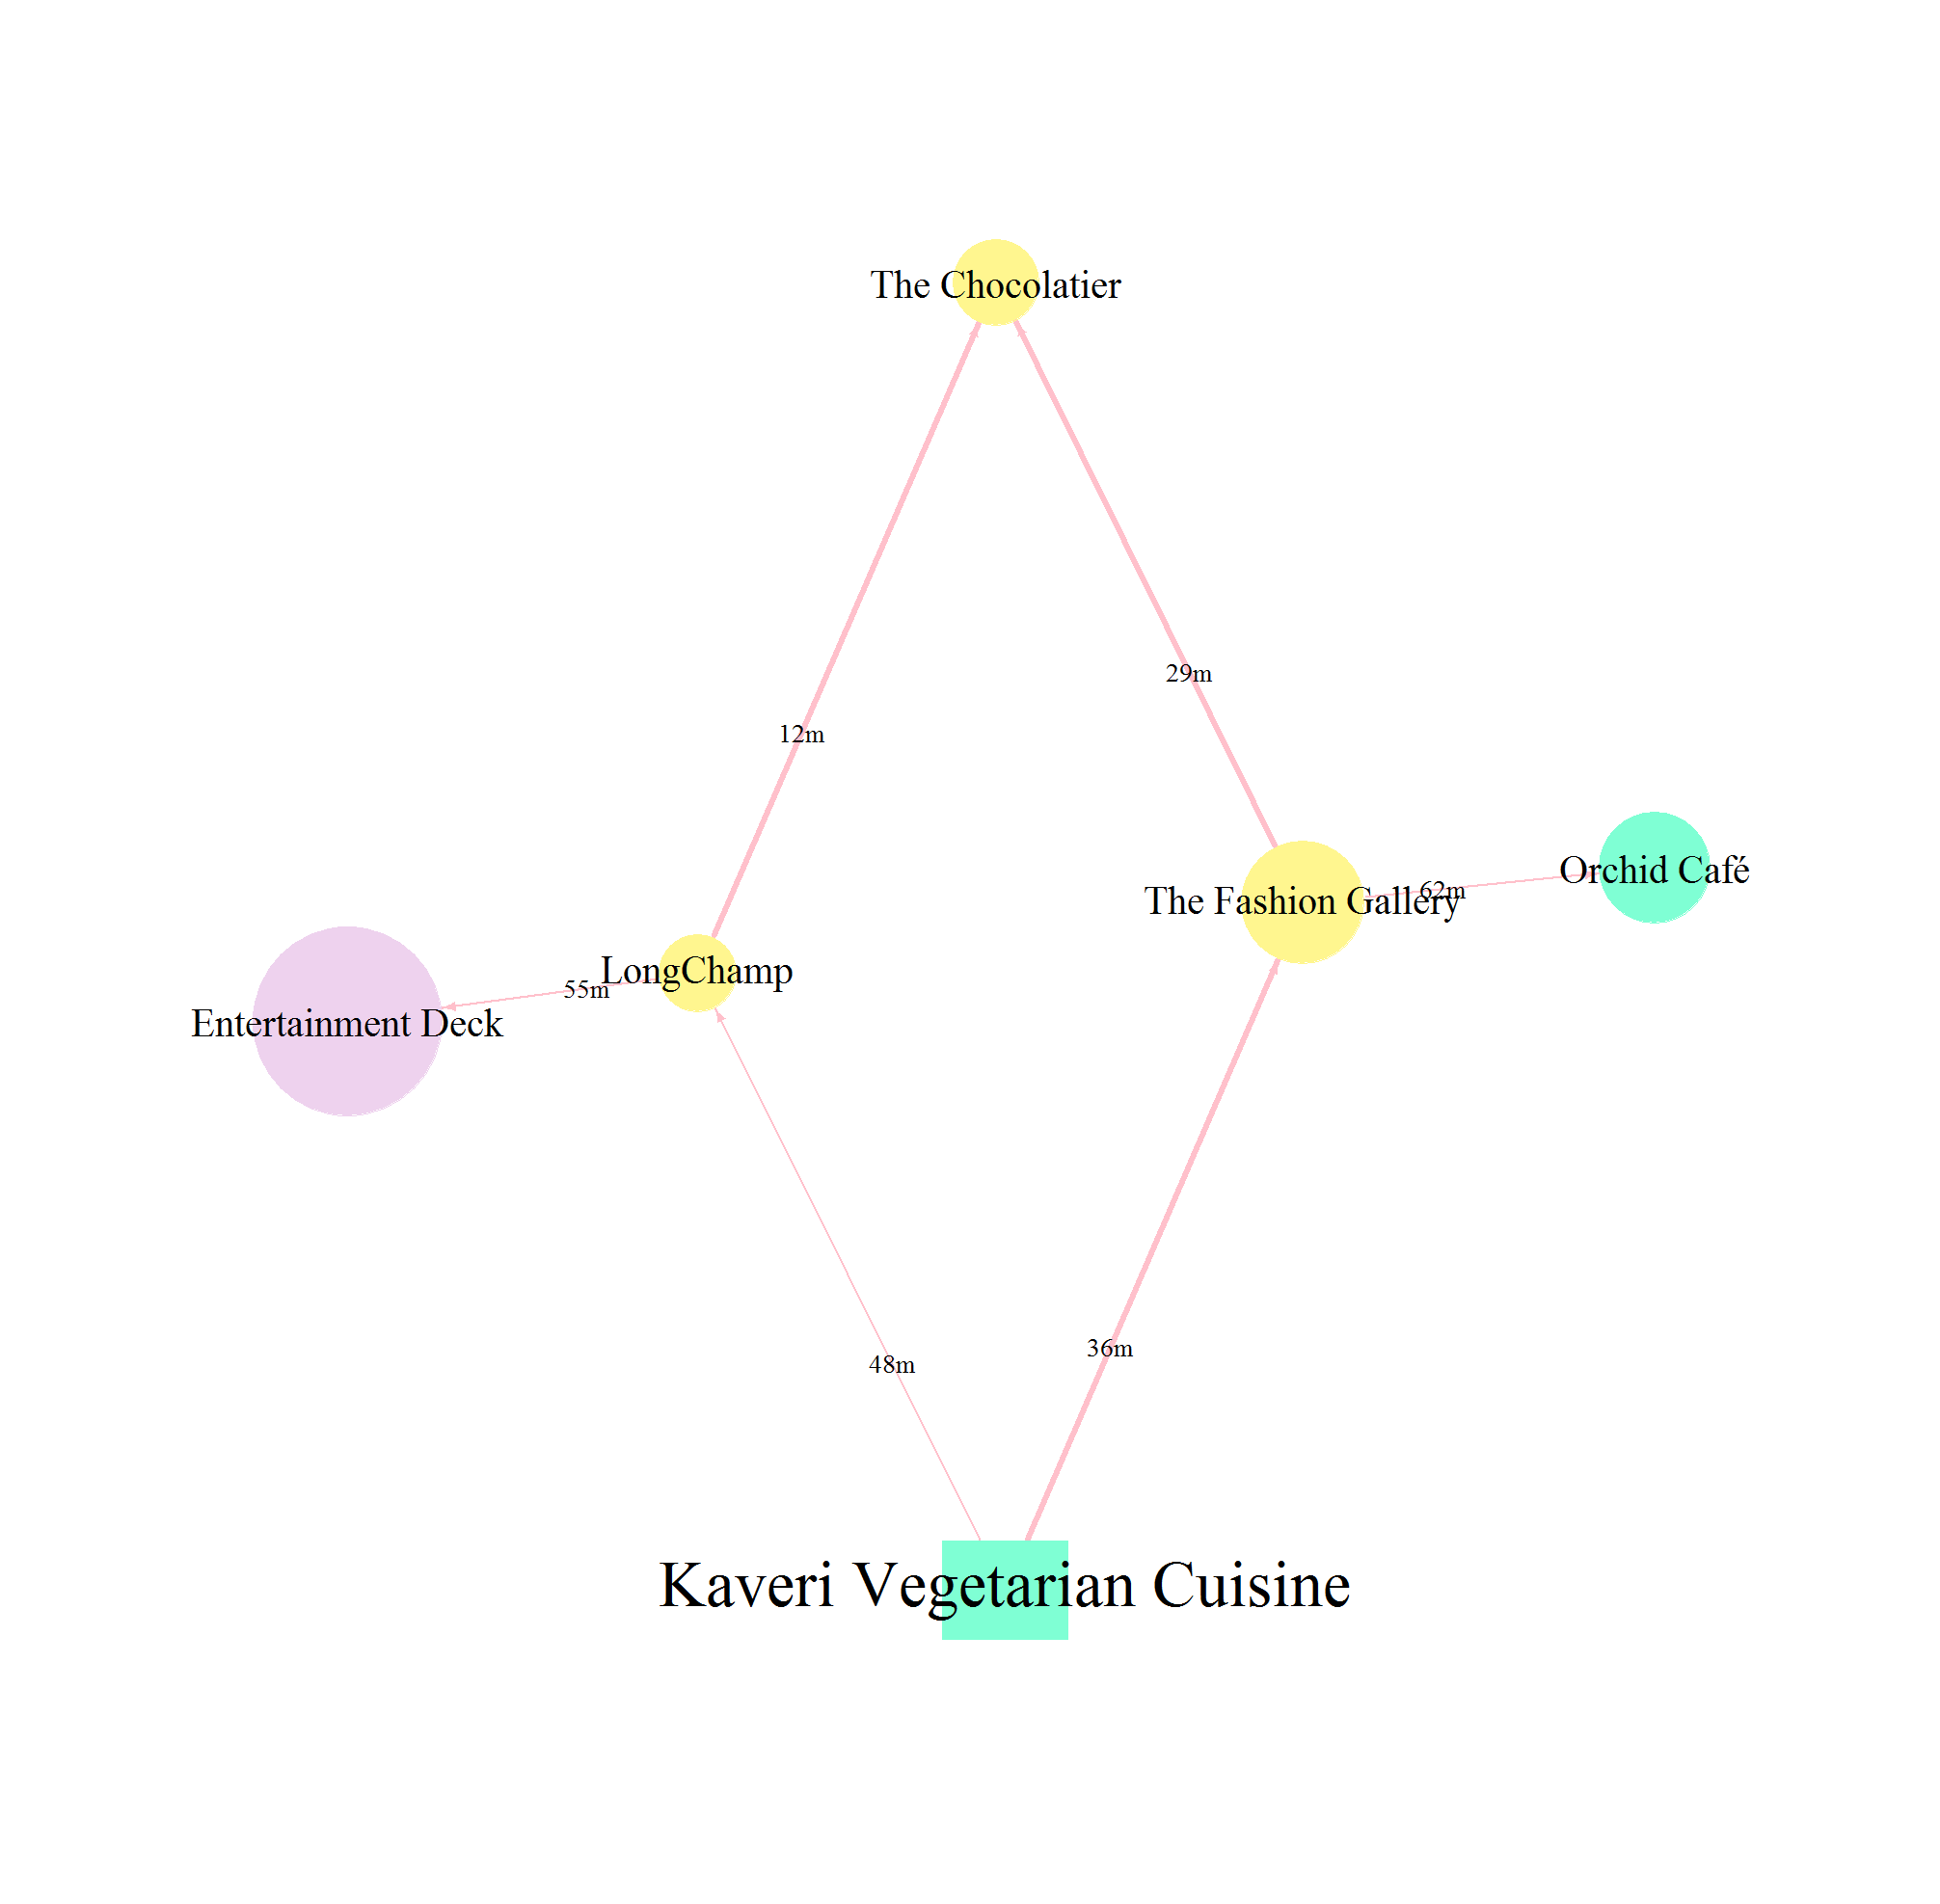 The Chocolatier
29m
12m
Orchid Café
62m
The Fashion Gallery
LongChamp
55m
Entertainment Deck
36m
48m
Kaveri Vegetarian Cuisine